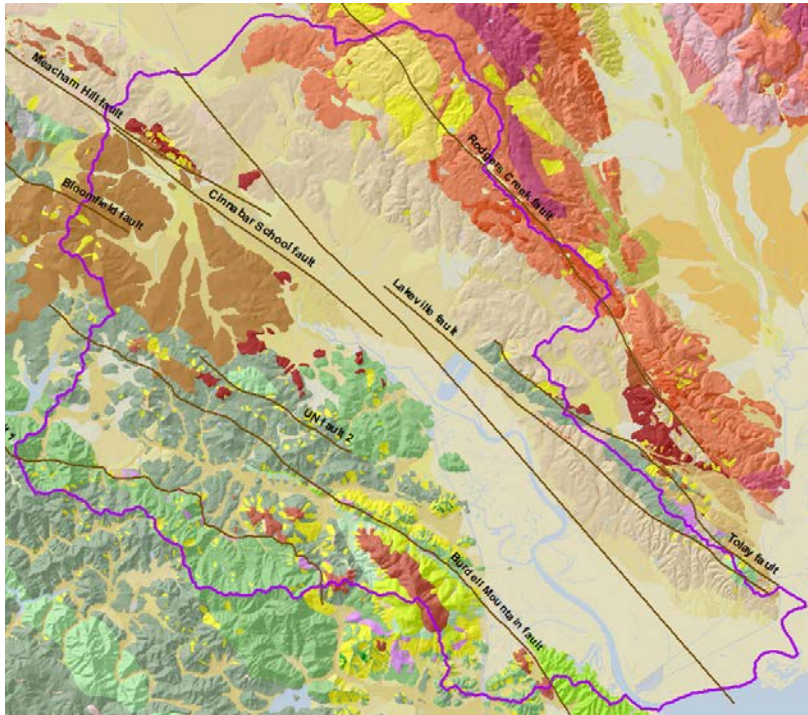 Meacham Hill fault
Rodgers Creek fault
Bloomfield fault
Cinnabar School fault
Lakeville fault
UN fault 2
Tolay fault
Burdell Mountain fault